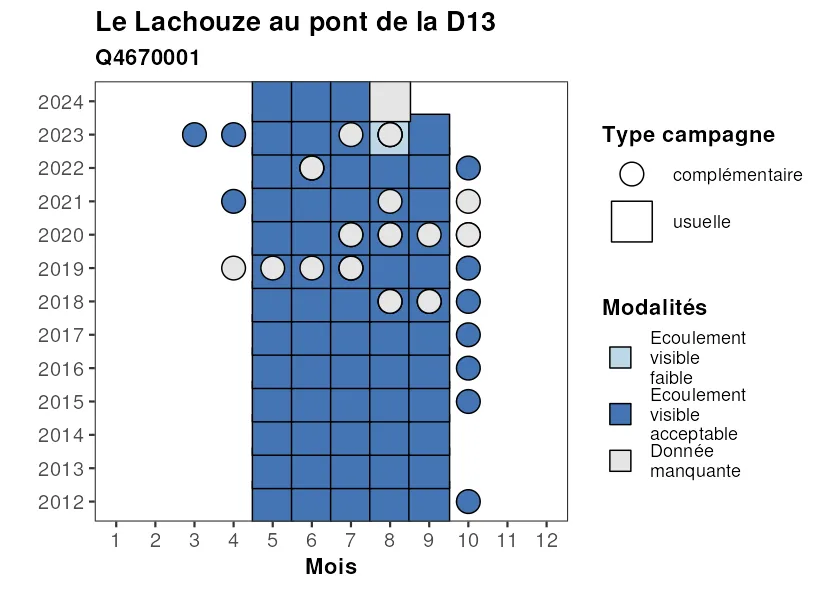 Le Lachouze au pont de la D13
Q4670001
2024
2023
2022
2021
2020
2019
2018
2017
2016
2015
2014
2013
2012
1 2 3 4 5 6 7 8 9 10 11 12
Mois
Type campagne
complémentaire
usuelle
Modalités
Ecoulement
visible
faible
Ecoulement
visible
acceptable
Donnée
manquante